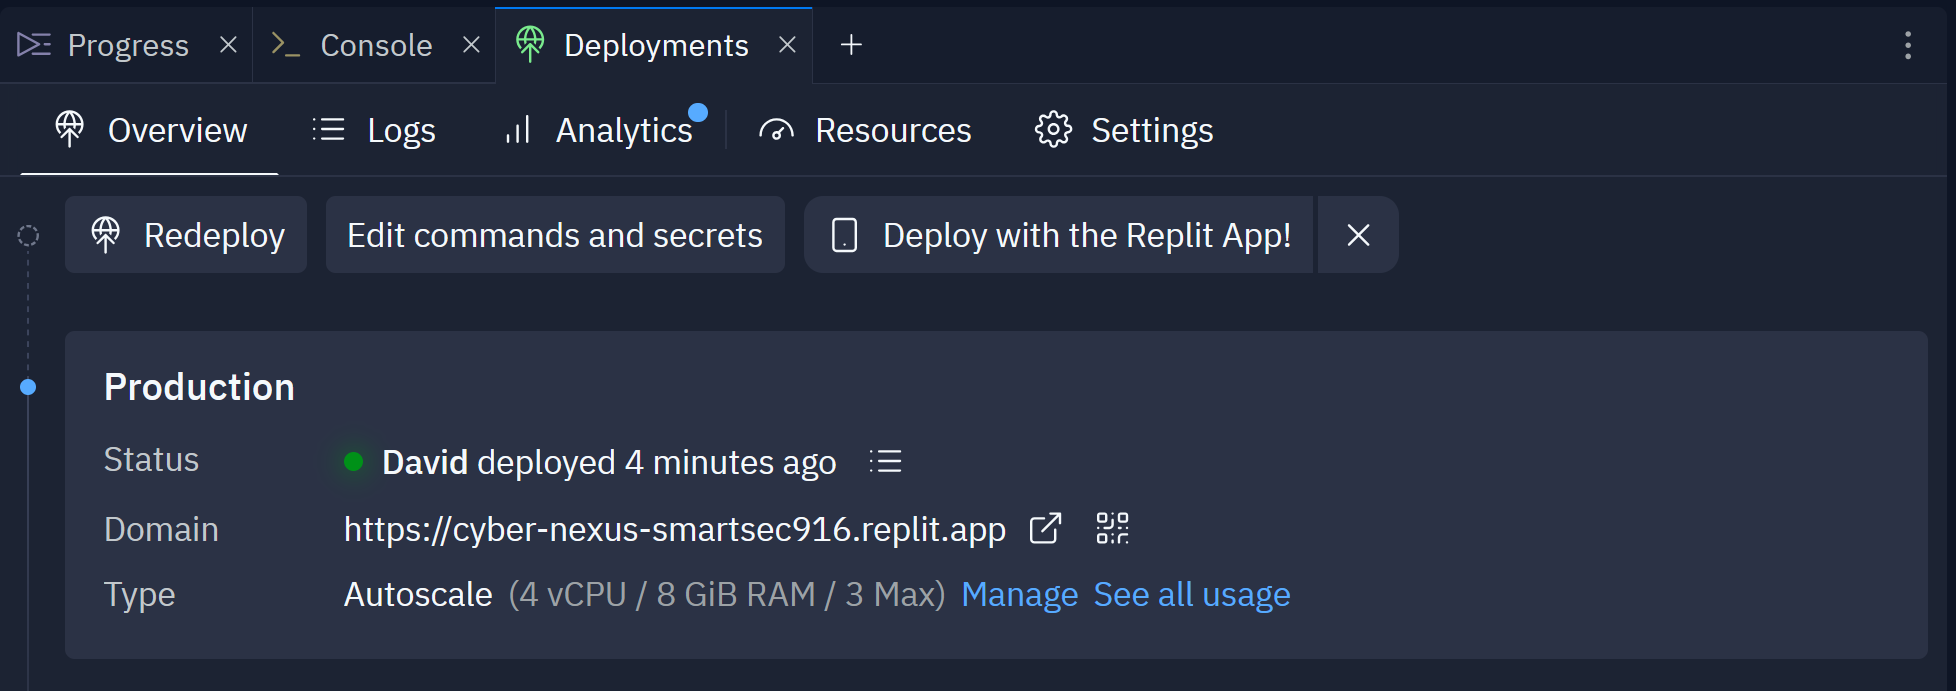 Progress Console Deployments
Overview Logs Analytics Resources Settings
Redeploy Edit commands and secrets Deploy with the Replit App!
Production
Status David deployed 4 minutes ago
Domain https://cyber-nexus-smartsec916.replit.app
Type Autoscale (4 vCPU / 8 GiB RAM / 3 Max) Manage See all usage